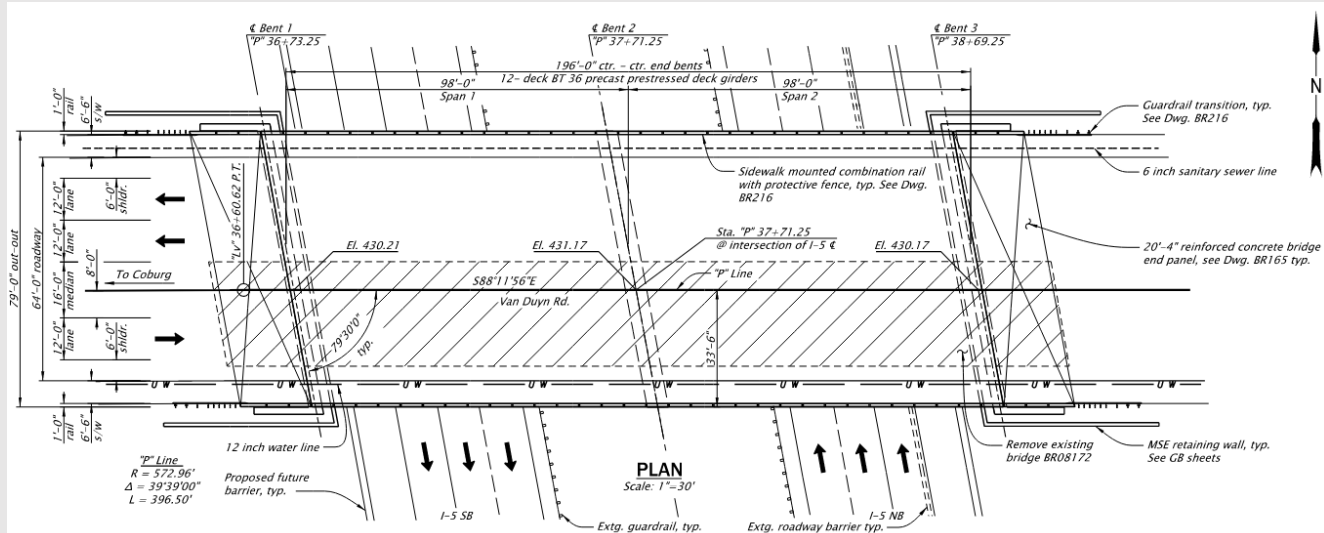 ℄ Bent 1
"P" 36+73.25
℄ Bent 2
"P" 37+71.25
℄ Bent 3
"P" 38+69.25
196'-0" ctr. - ctr. end bents
12- deck BT 36 precast prestressed deck girders
98'-0"
Span 1
98'-0"
Span 2
N
1'-0"
rail
6'-6"
s/w
Guardrail transition, typ.
See Dwg. BR216
6 inch sanitary sewer line
Sidewalk mounted combination rail
with protective fence, typ. See Dwg.
BR216
"Lv" 36+60.62 P.T.
79'-0" out-out
64'-0" roadway
12'-0"
lane
6'-0"
shldr.
12'-0"
lane
16'-0"
median
8'-0"
12'-0"
lane
6'-0"
shldr.
To Coburg
El. 430.21
El. 431.17
Sta. "P" 37+71.25
@ intersection of I-5 ℄
El. 430.17
20'-4" reinforced concrete bridge
end panel, see Dwg. BR165 typ.
S88°11'56"E
"P" Line
Van Duyn Rd.
79°30'0"
typ.
33'-6"
U W U W U W U W U W U W U W U W U W
1'-0"
rail
6'-6"
s/w
12 inch water line
Remove existing
bridge BR08172
MSE retaining wall, typ.
See GB sheets
"P" Line
R = 572.96'
Δ = 39°39'00"
L = 396.50'
Proposed future
barrier, typ.
PLAN
Scale: 1"=30'
I-5 SB
Extg. guardrail, typ.
Extg. roadway barrier typ.
I-5 NB